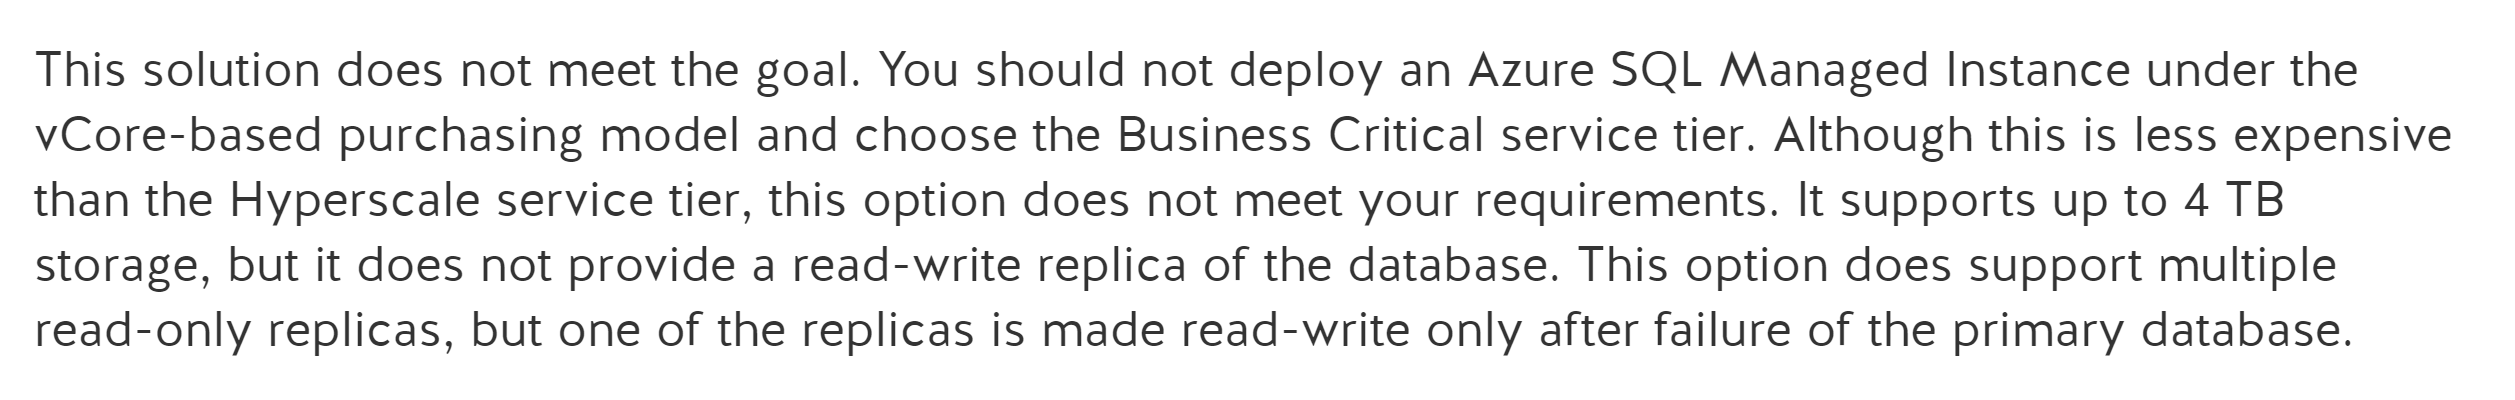 This solution does not meet the goal. You should not deploy an Azure SQL Managed Instance under the
vCore-based purchasing model and choose the Business Critical service tier. Although this is less expensive
than the Hyperscale service tier, this option does not meet your requirements. It supports up to 4 TB
storage, but it does not provide a read-write replica of the database. This option does support multiple
read-only replicas, but one of the replicas is made read-write only after failure of the primary database.